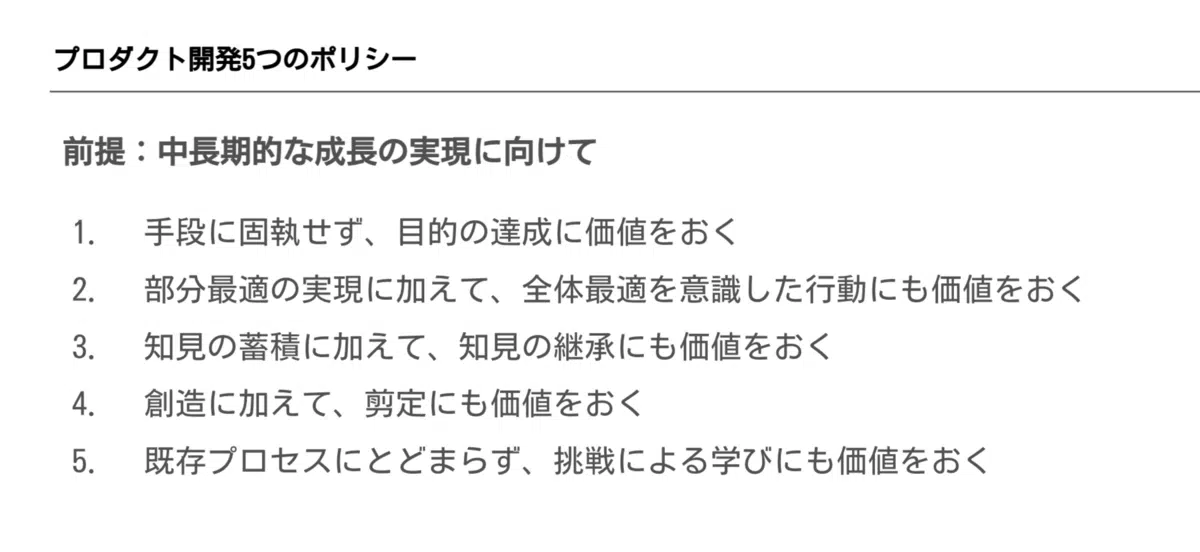 プロダクト開発5つのポリシー
前提：中長期的な成長の実現に向けて
1. 手段に固執せず、目的の達成に価値をおく
2. 部分最適の実現に加えて、全体最適を意識した行動にも価値をおく
3. 知見の蓄積に加えて、知見の継承にも価値をおく
4. 創造に加えて、剪定にも価値をおく
5. 既存プロセスにとどまらず、挑戦による学びにも価値をおく